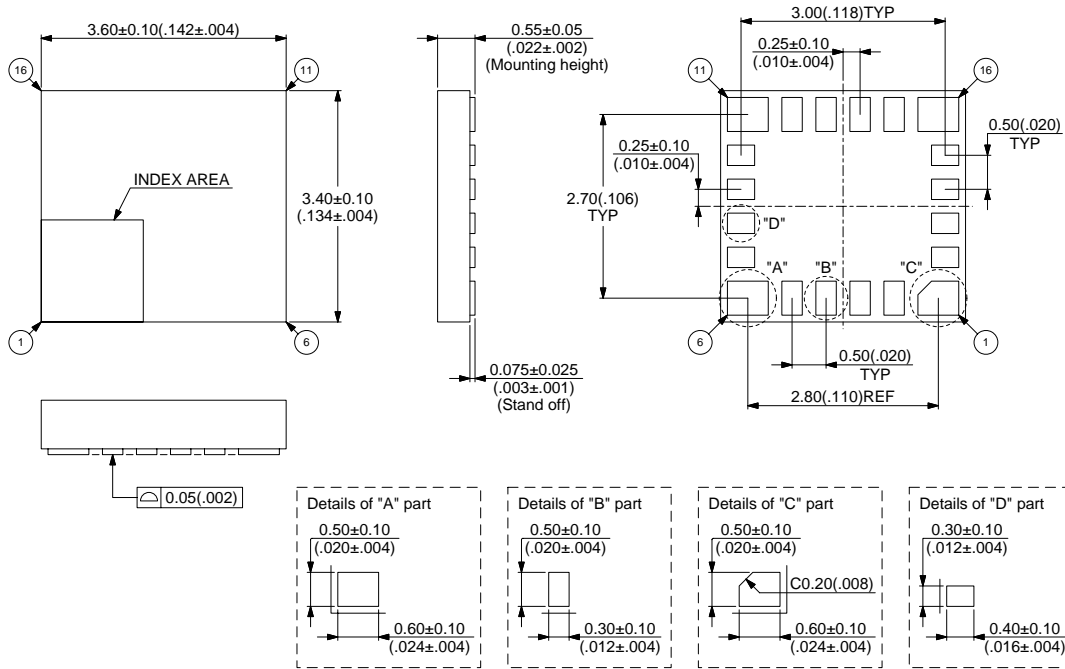 3.60±0.10(.142±.004)
0.55±0.05
(.022±.002)
(Mounting height)
3.00(.118)TYP
0.25±0.10
(.010±.004)
16
11
11
16
INDEX AREA
3.40±0.10
(.134±.004)
0.25±0.10
(.010±.004)
2.70(.106)
TYP
0.50(.020)
TYP
"D"
"A"
"B"
"C"
1
6
6
1
0.075±0.025
(.003±.001)
(Stand off)
0.50(.020)
TYP
2.80(.110)REF
0.05(.002)
Details of "A" part
0.50±0.10
(.020±.004)
0.60±0.10
(.024±.004)
Details of "B" part
0.50±0.10
(.020±.004)
0.30±0.10
(.012±.004)
Details of "C" part
0.50±0.10
(.020±.004)
C0.20(.008)
0.60±0.10
(.024±.004)
Details of "D" part
0.30±0.10
(.012±.004)
0.40±0.10
(.016±.004)